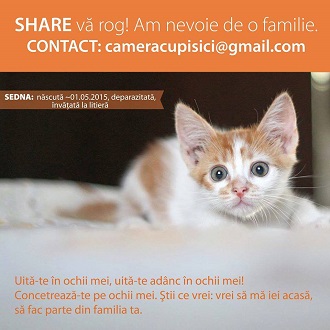 SHARE vă rog! Am nevoie de o familie.
CONTACT: cameracupisici@gmail.com
SEDNA: născută ~01.05.2015, deparazitată,
învățată la litieră
Uită-te în ochii mei, uită-te adânc în ochii mei!
Concetrează-te pe ochii mei. Știi ce vrei: vrei să mă iei acasă,
să fac parte din familia ta.